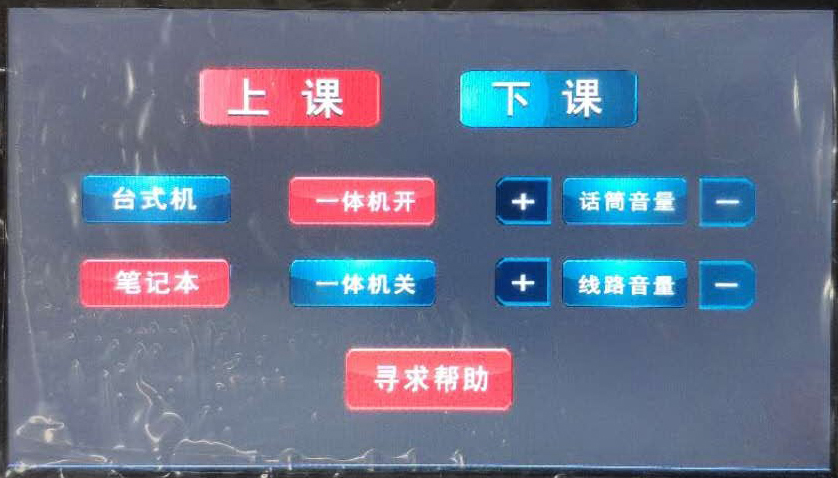 上课 下课
台式机 一体机开 + 话筒音量 −
笔记本 一体机关 + 线路音量 −
寻求帮助